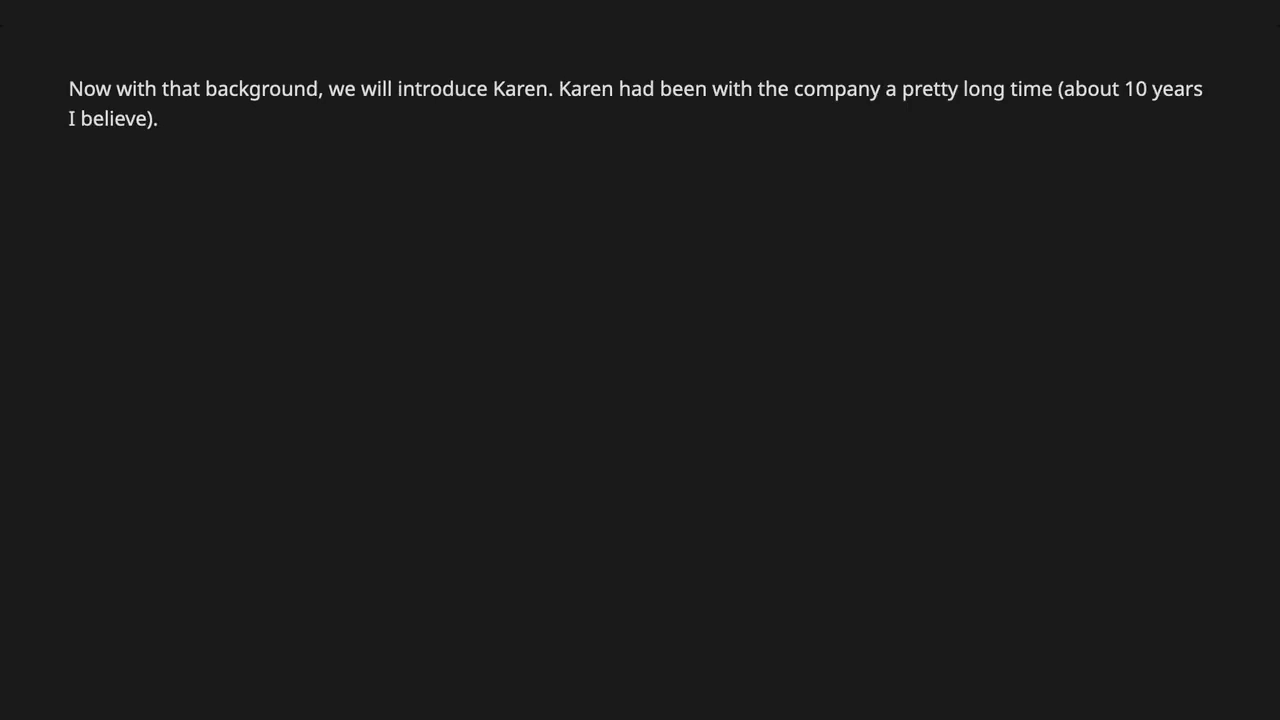 Now with that background, we will introduce Karen. Karen had been with the company a pretty long time (about 10 years
I believe).